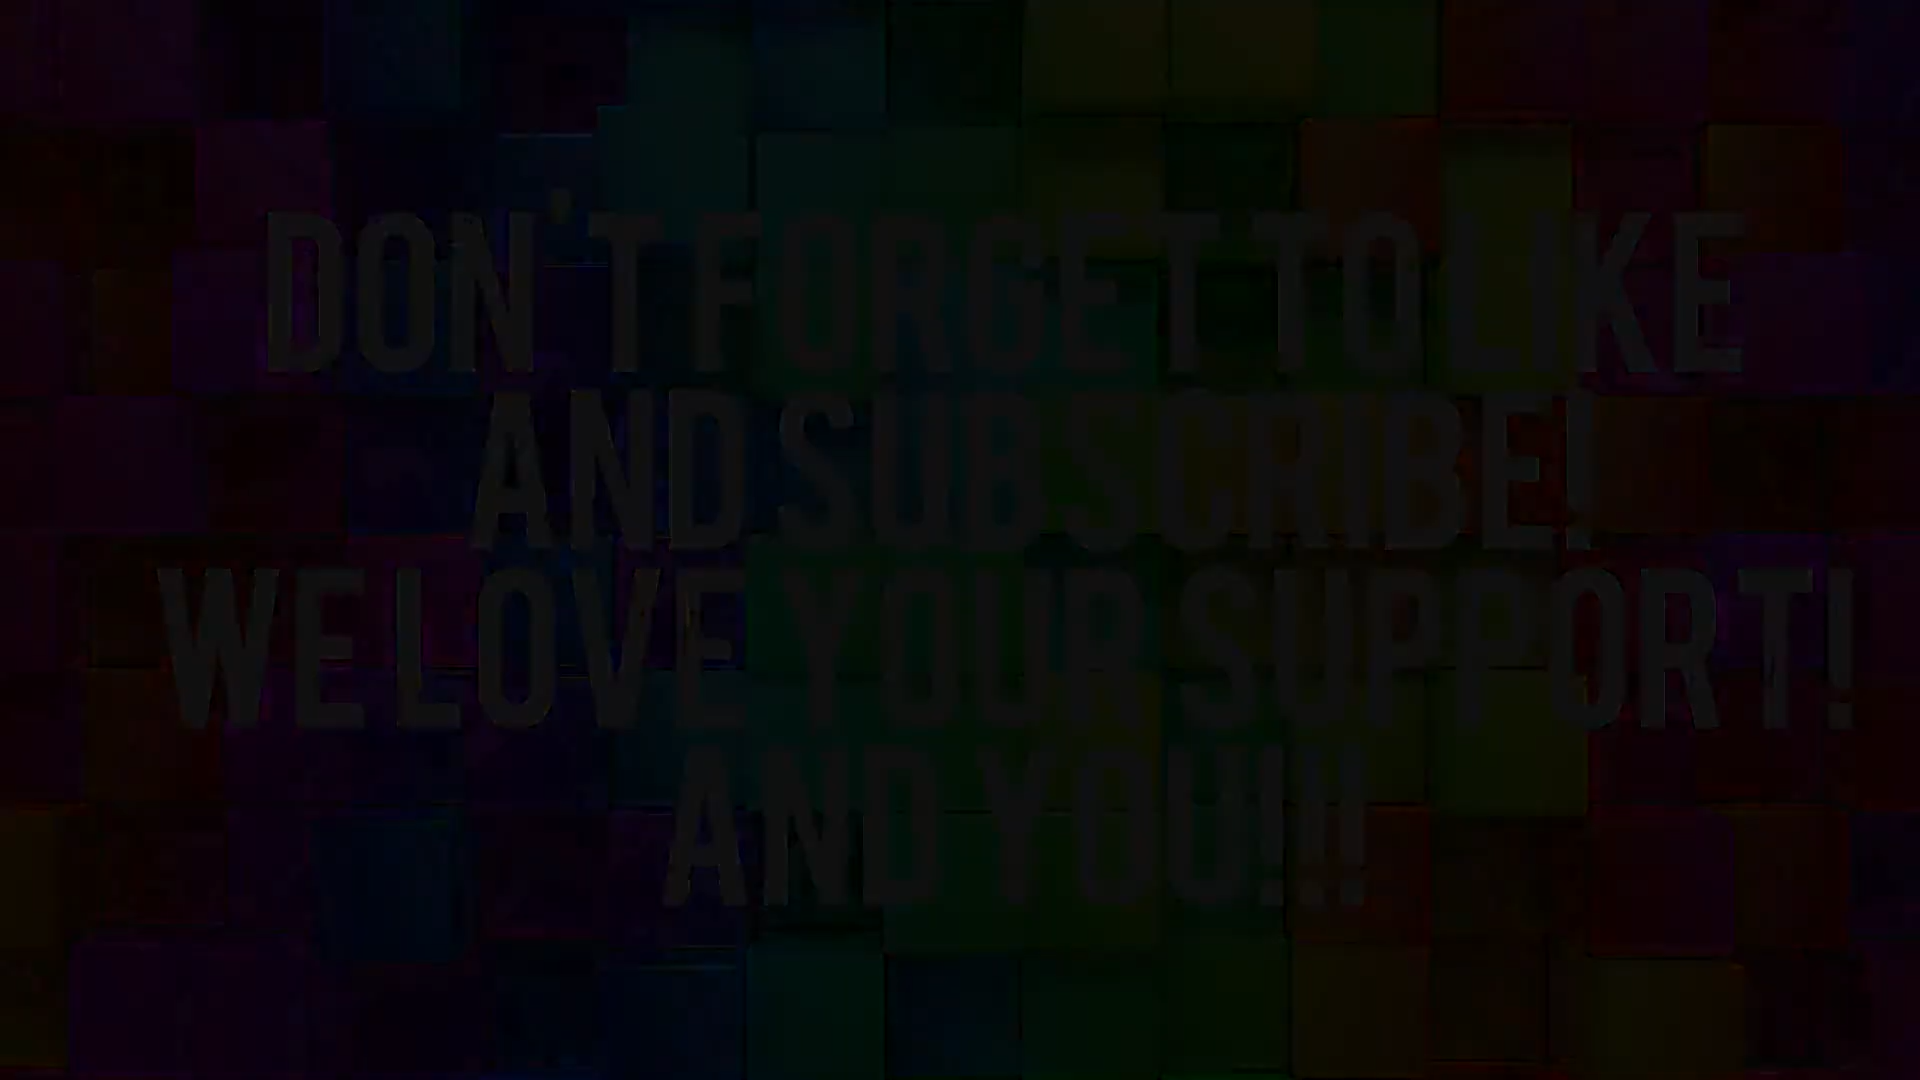 DON'T FORGET TO LIKE
AND SUBSCRIBE!
WE LOVE YOUR SUPPORT!
AND YOU!!!